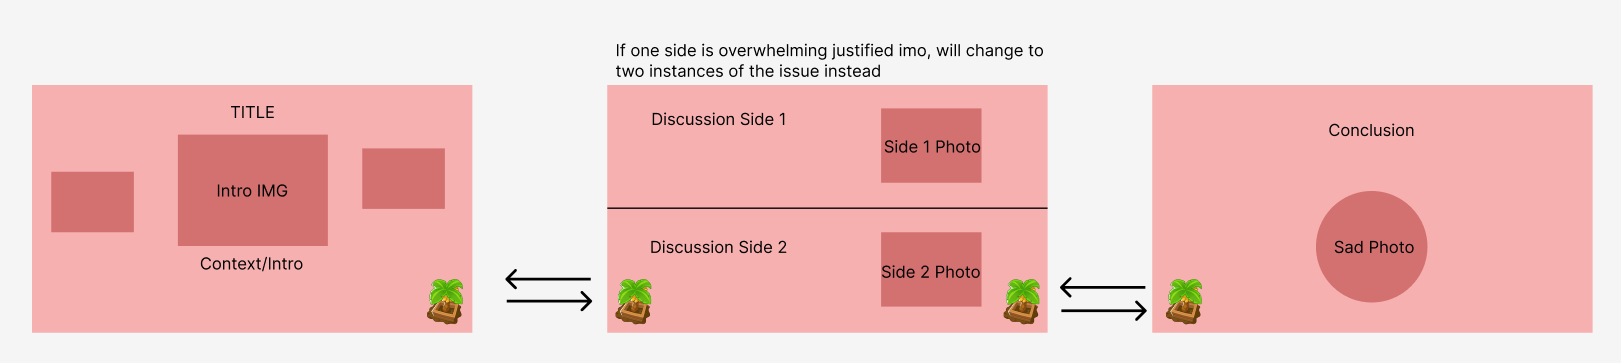 If one side is overwhelming justified imo, will change to
two instances of the issue instead
TITLE
Intro IMG
Context/Intro
Discussion Side 1
Side 1 Photo
Discussion Side 2
Side 2 Photo
Conclusion
Sad Photo